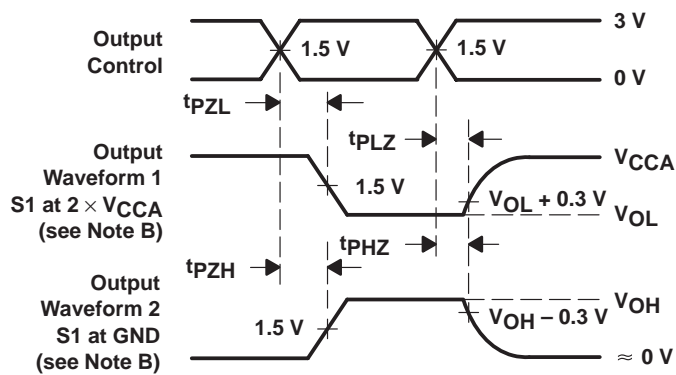 Output
Control
1.5 V
1.5 V
3 V
0 V
tPZL
tPLZ
Output
Waveform 1
S1 at 2 × VCCA
(see Note B)
1.5 V
VCCA
VOL + 0.3 V
VOL
tPZH
tPHZ
Output
Waveform 2
S1 at GND
(see Note B)
1.5 V
VOH
VOH – 0.3 V
≈ 0 V